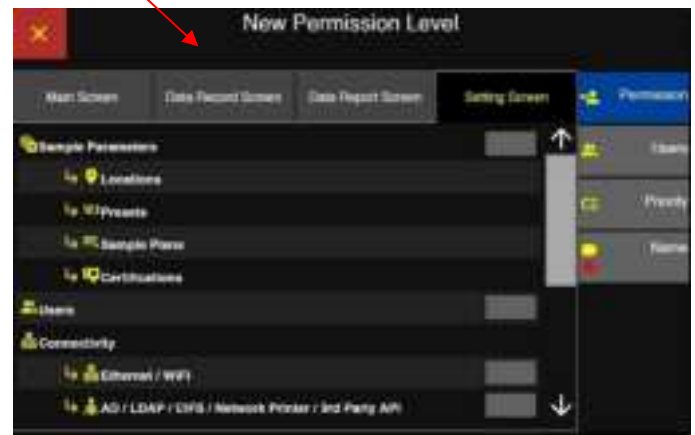 New Permission Level
Main Screen
Data Record Screen
Data Report Screen
Setting Screen
Permission
Users
Priority
Name
Sample Parameters
Locations
Presets
Sample Plans
Certifications
Users
Connectivity
Ethernet / WiFi
AD / LDAP / CIFS / Network Printer / 3rd Party API